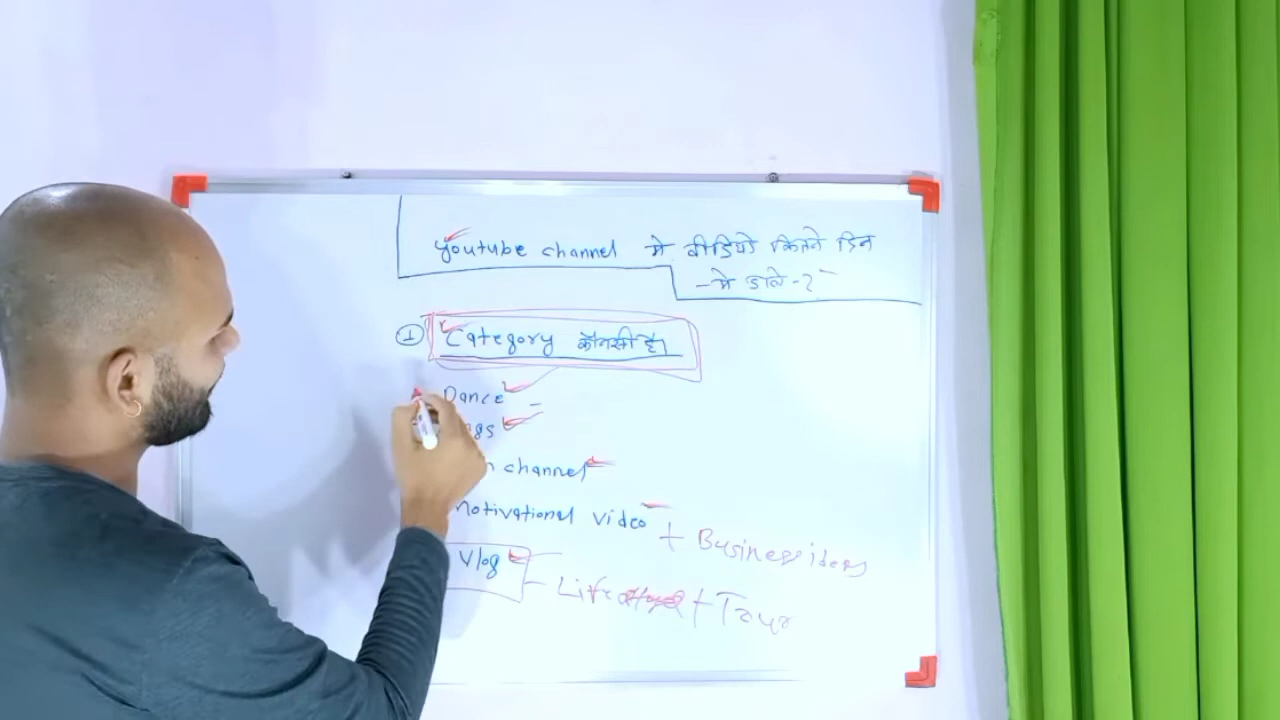 youtube channel मे वीडियो कितने दिन
मे डाले - ?
1 Category कौनसी है।
Dance
channel
Motivational video + Business ideas
Vlog - Life + Tour